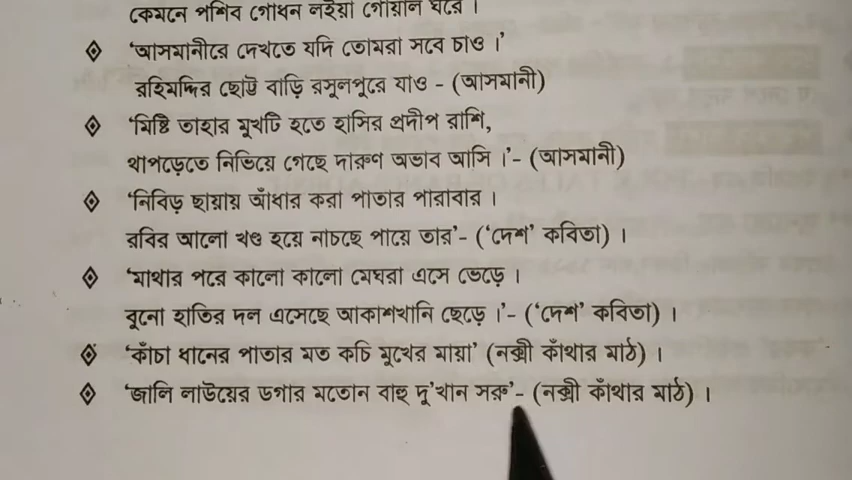 কেমনে পশিব গোধন লইয়া গোয়াল ঘরে ।
'আসমানীরে দেখতে যদি তোমরা সবে চাও ।'
রহিমদ্দির ছোট্ট বাড়ি রসুলপুরে যাও - (আসমানী)
'মিষ্টি তাহার মুখটি হতে হাসির প্রদীপ রাশি,
থাপড়েতে নিভিয়ে গেছে দারুণ অভাব আসি ।'- (আসমানী)
'নিবিড় ছায়ায় আঁধার করা পাতার পারাবার ।
রবির আলো খণ্ড হয়ে নাচছে পায়ে তার'- ('দেশ' কবিতা) ।
'মাথার পরে কালো কালো মেঘরা এসে ভেড়ে ।
বুনো হাতির দল এসেছে আকাশখানি ছেড়ে ।'- ('দেশ' কবিতা) ।
'কাঁচা ধানের পাতার মত কচি মুখের মায়া' (নক্সী কাঁথার মাঠ) ।
'জালি লাউয়ের ডগার মতোন বাহু দু'খান সরু'- (নক্সী কাঁথার মাঠ) ।